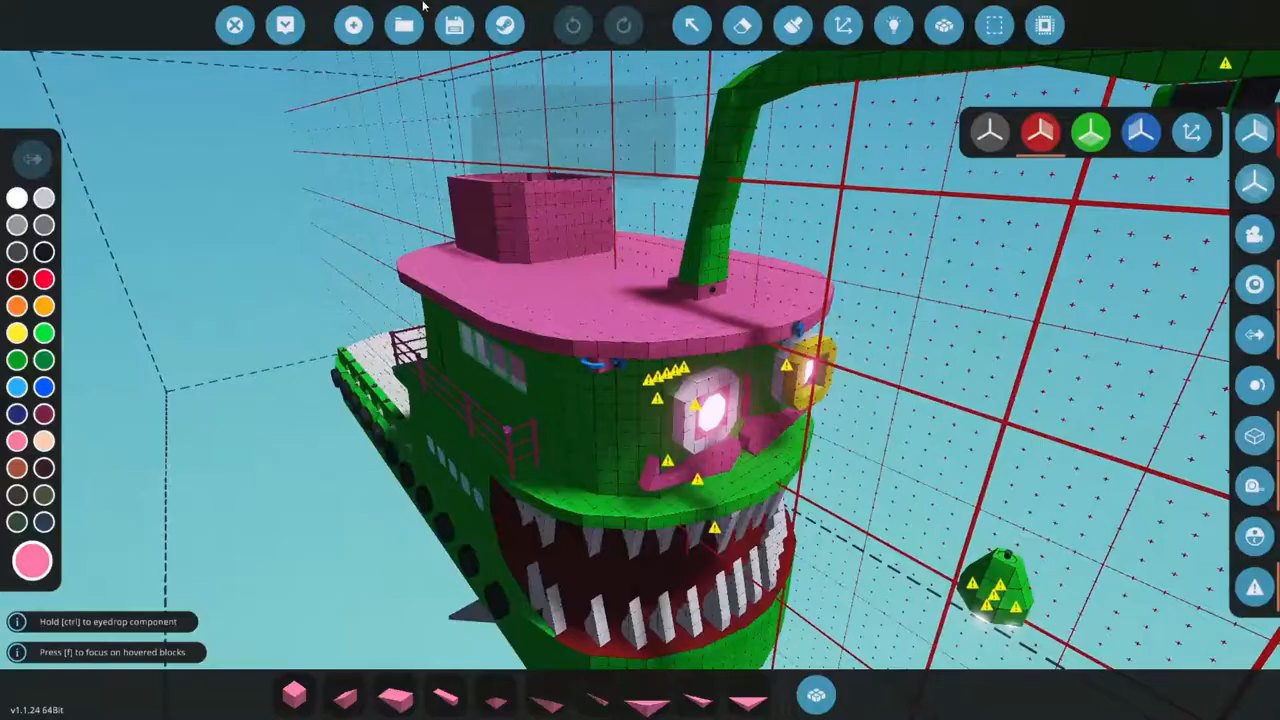 Hold [ctrl] to eyedrop component
Press [f] to focus on hovered blocks
v1.1.24 64Bit